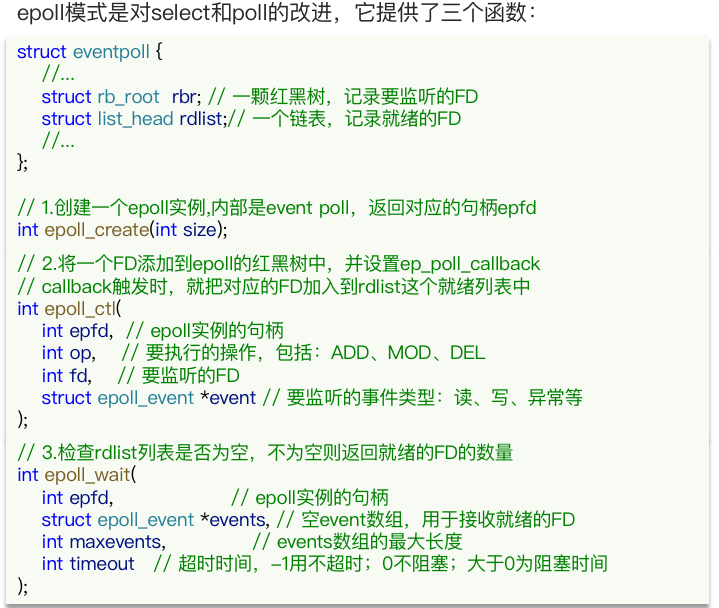 epoll模式是对select和poll的改进，它提供了三个函数：
struct eventpoll {
//...
struct rb_root rbr; // 一颗红黑树，记录要监听的FD
struct list_head rdlist;// 一个链表，记录就绪的FD
//...
};
// 1.创建一个epoll实例,内部是event poll，返回对应的句柄epfd
int epoll_create(int size);
// 2.将一个FD添加到epoll的红黑树中，并设置ep_poll_callback
// callback触发时，就把对应的FD加入到rdlist这个就绪列表中
int epoll_ctl(
int epfd, // epoll实例的句柄
int op, // 要执行的操作，包括：ADD、MOD、DEL
int fd, // 要监听的FD
struct epoll_event *event // 要监听的事件类型：读、写、异常等
);
// 3.检查rdlist列表是否为空，不为空则返回就绪的FD的数量
int epoll_wait(
int epfd, // epoll实例的句柄
struct epoll_event *events, // 空event数组，用于接收就绪的FD
int maxevents, // events数组的最大长度
int timeout // 超时时间，-1用不超时；0不阻塞；大于0为阻塞时间
);